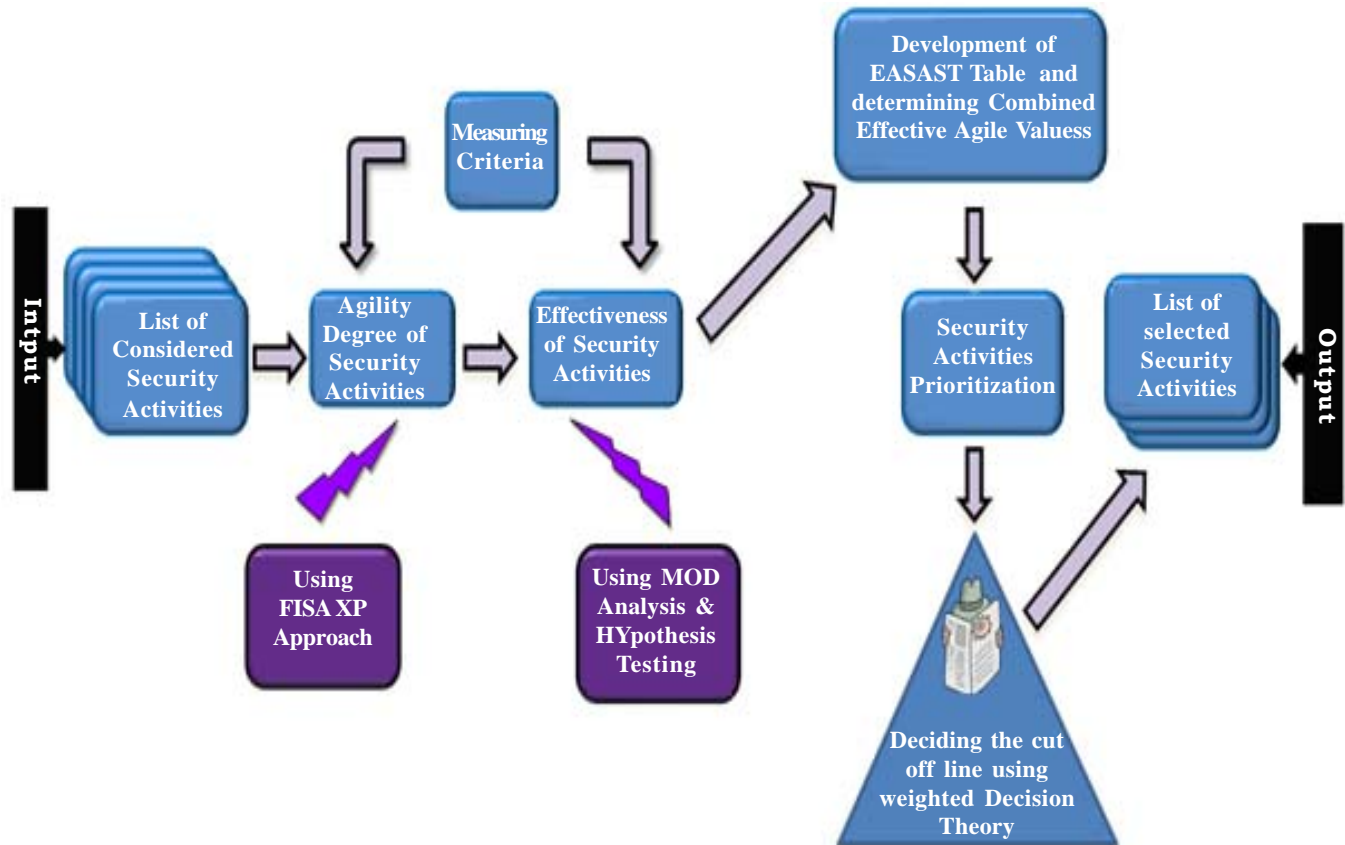 Intput
List of
Considered
Security
Activities
Measuring
Criteria
Agility
Degree of
Security
Activities
Effectiveness
of Security
Activities
Using
FISA XP
Approach
Using MOD
Analysis &
HYpothesis
Testing
Development of
EASAST Table and
determining Combined
Effective Agile Valuess
Security
Activities
Prioritization
Deciding the cut
off line using
weighted Decision
Theory
List of
selected
Security
Activities
Output